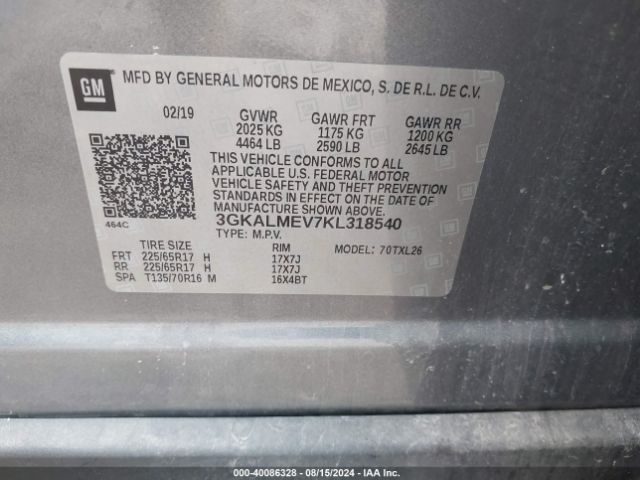 GM
MFD BY GENERAL MOTORS DE MEXICO, S. DE R.L. DE C.V.
02/19 GVWR GAWR FRT GAWR RR
2025 KG 1175 KG 1200 KG
4464 LB 2590 LB 2645 LB
THIS VEHICLE CONFORMS TO ALL
APPLICABLE U.S. FEDERAL MOTOR
VEHICLE SAFETY AND THEFT PREVENTION
STANDARDS IN EFFECT ON THE DATE OF
MANUFACTURE SHOWN ABOVE.
464C 3GKALMEV7KL318540
TYPE: M.P.V. MODEL: 70TXL26
TIRE SIZE RIM
FRT 225/65R17 H 17X7J
RR 225/65R17 H 17X7J
SPA T135/70R16 M 16X4BT
00-40086328 - 08/15/2024 - IAA Inc.